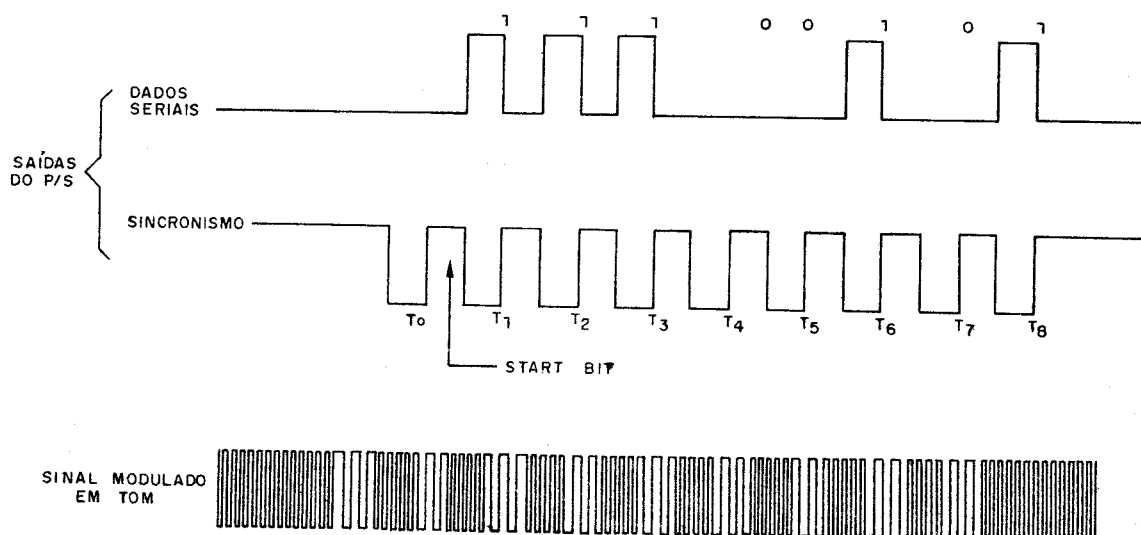 1 1 1 0 0 1 0 1
DADOS
SERIAIS
SAÍDAS
DO P/S
SINCRONISMO
T0 T1 T2 T3 T4 T5 T6 T7 T8
START BIT
SINAL MODULADO
EM TOM